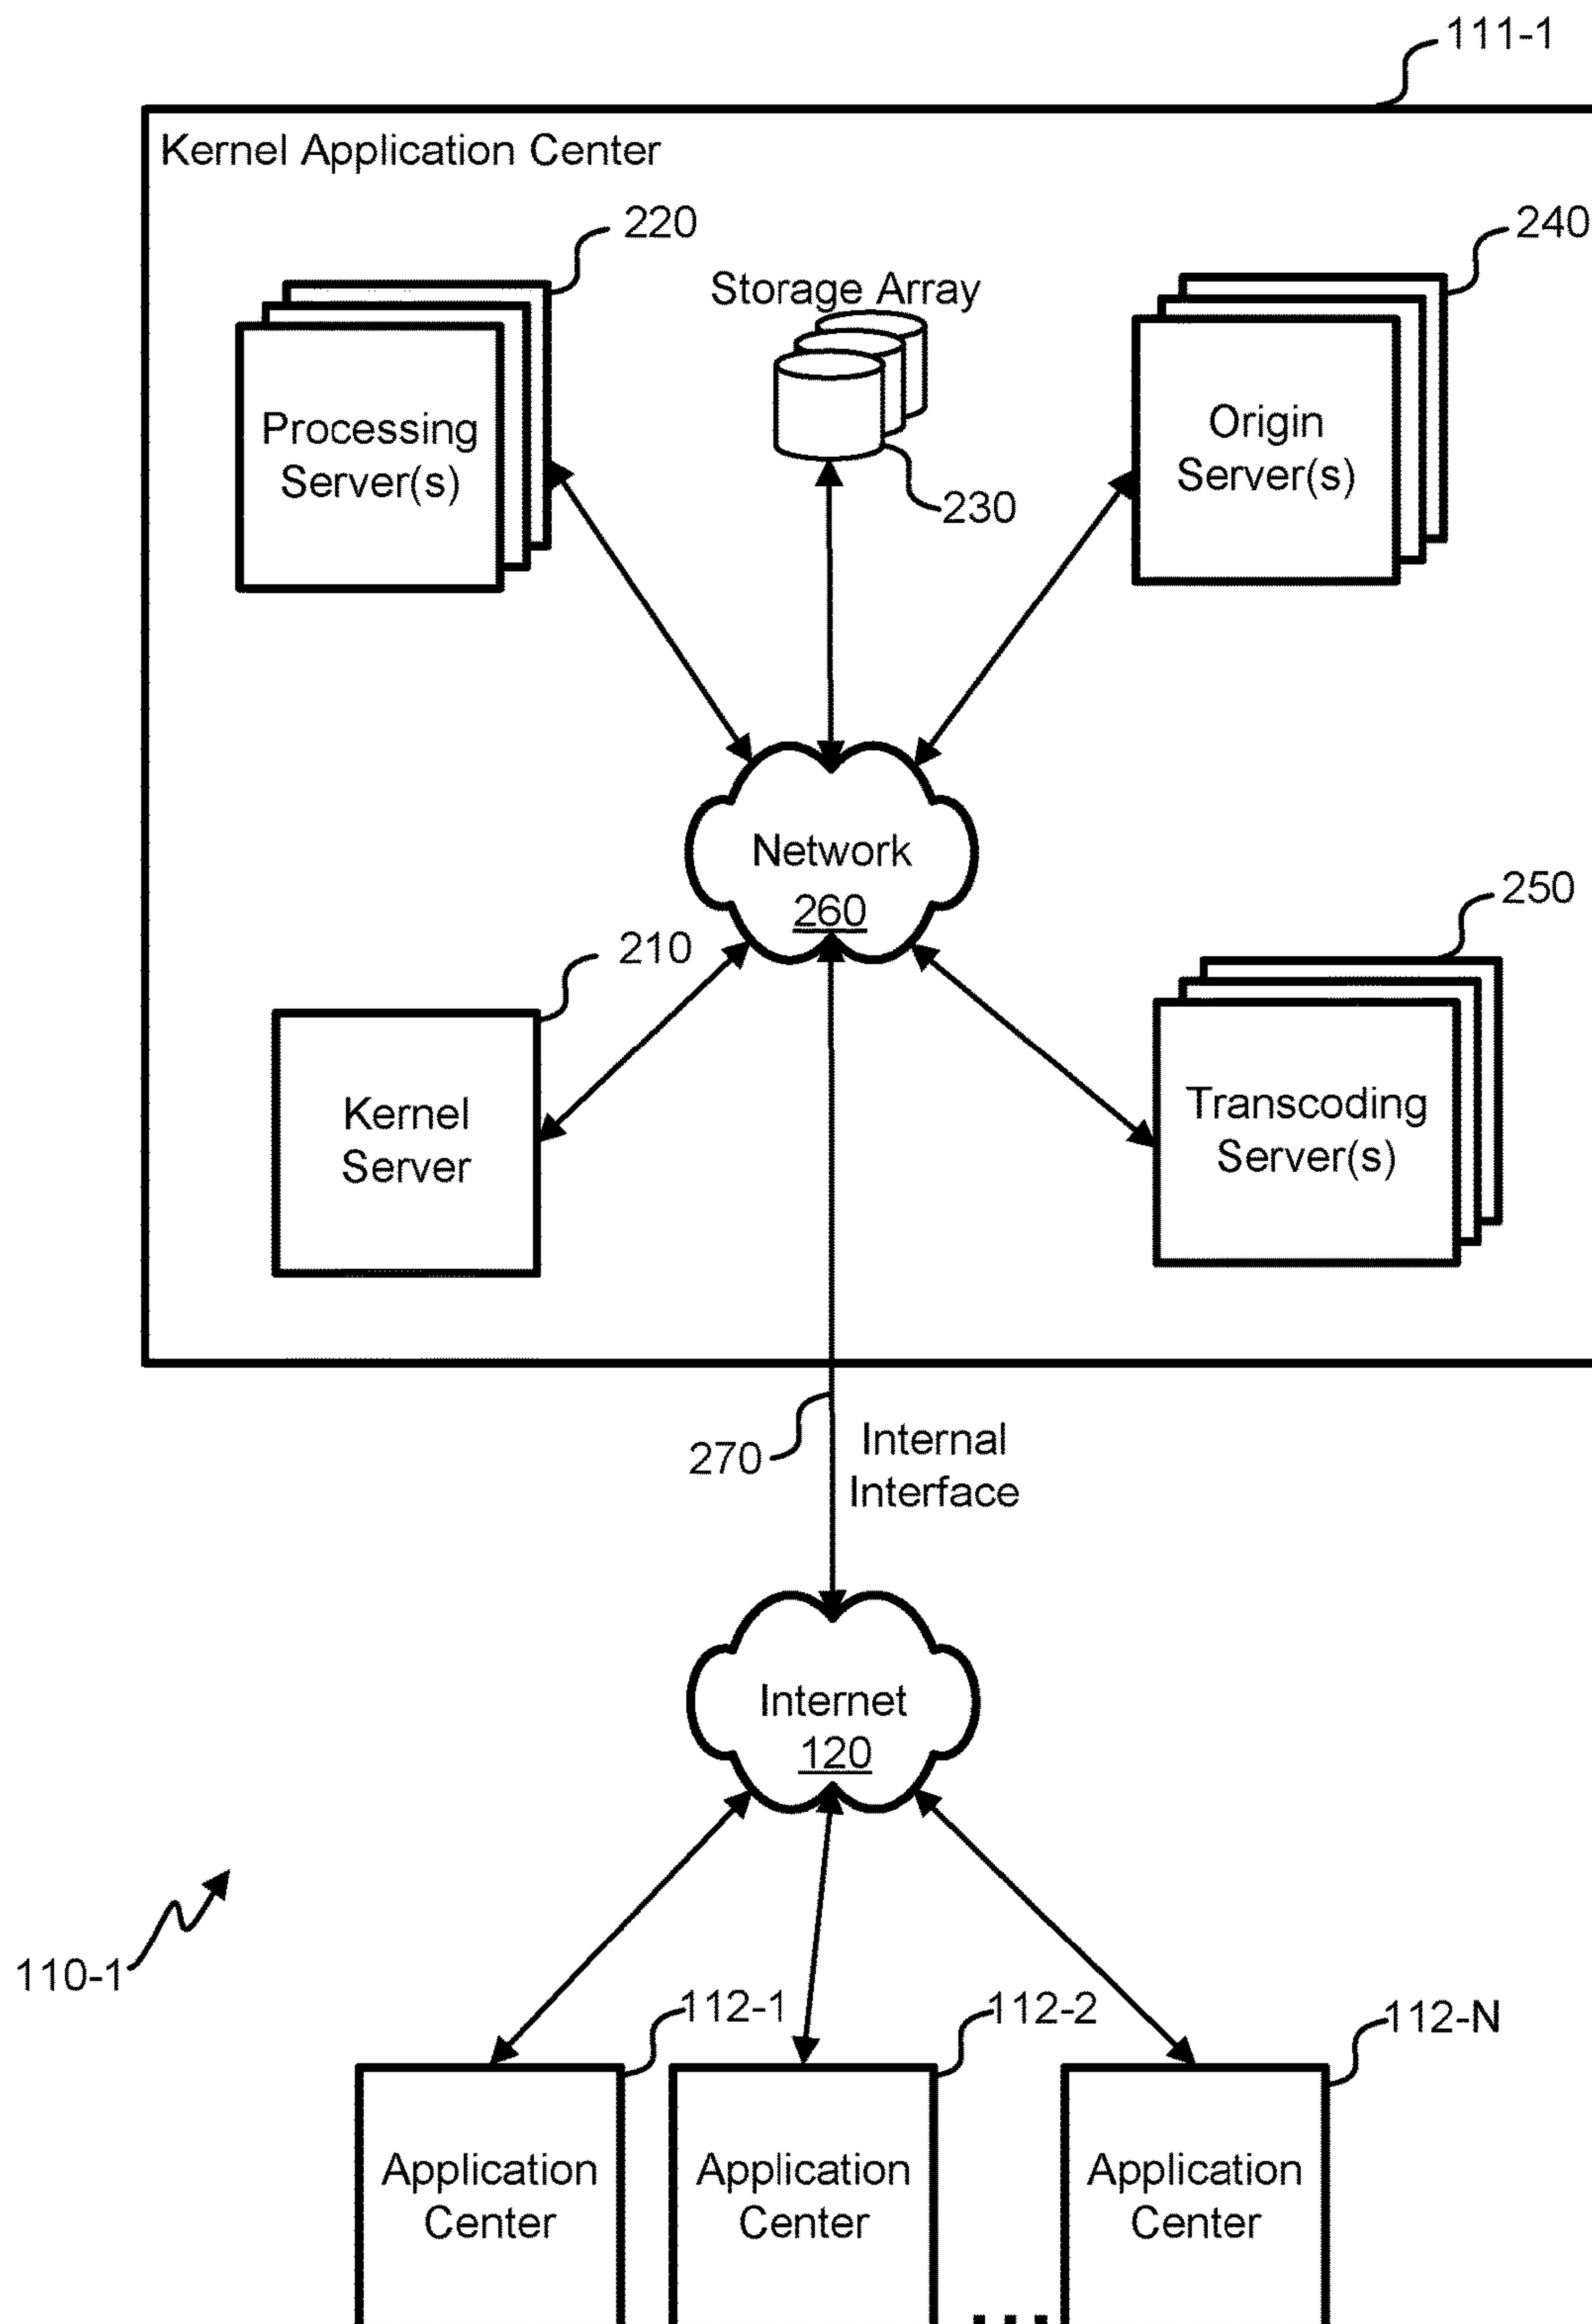 111-1
Kernel Application Center
220
240
Storage Array
Processing
Server(s)
Origin
Server(s)
230
Network
260
250
210
Kernel
Server
Transcoding
Server(s)
270
Internal
Interface
Internet
120
110-1
112-1
112-2
112-N
Application
Center
Application
Center
Application
Center
...